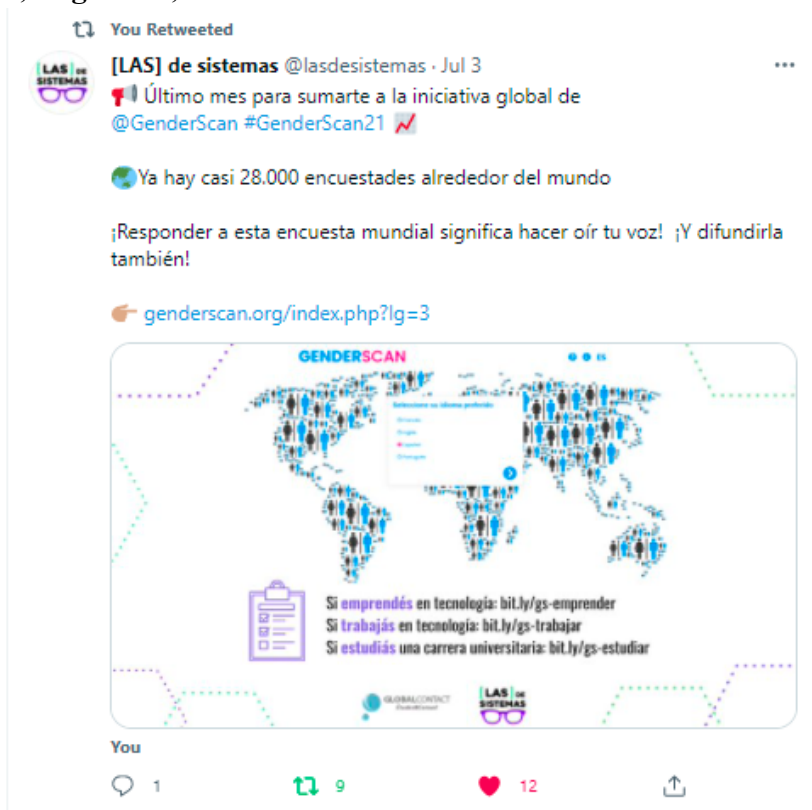 You Retweeted
[LAS] de sistemas @lasdesistemas · Jul 3
Último mes para sumarte a la iniciativa global de
@GenderScan #GenderScan21
Ya hay casi 28.000 encuestades alrededor del mundo
¡Responder a esta encuesta mundial significa hacer oír tu voz! ¡Y difundirla
también!
genderscan.org/index.php?lg=3
GENDERSCAN
Seleccione su idioma preferido
Si emprendés en tecnología: bit.ly/gs-emprender
Si trabajás en tecnología: bit.ly/gs-trabajar
Si estudiás una carrera universitaria: bit.ly/gs-estudiar
GLOBALCONTACT
LAS DE
SISTEMAS
You
1 9 12